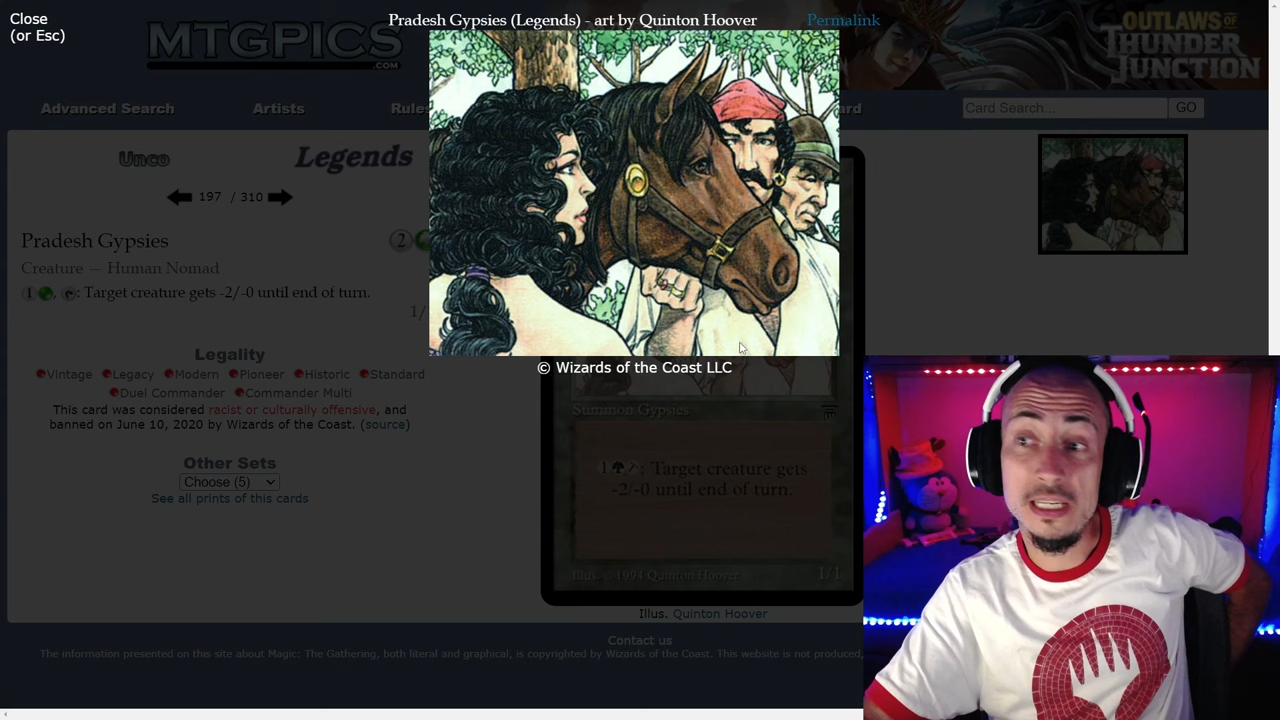 Close
(or Esc)
Pradesh Gypsies (Legends) - art by Quinton Hoover
Permalink
MTGPICS
.COM
OUTLAWS OF
THUNDER
JUNCTION
Advanced Search
Artists
Rules
Card Search...
GO
Unco
Legends
197 / 310
Pradesh Gypsies
2
Creature — Human Nomad
1 : Target creature gets -2/-0 until end of turn.
1/
Legality
Vintage Legacy Modern Pioneer Historic Standard
Duel Commander Commander Multi
This card was considered racist or culturally offensive, and
banned on June 10, 2020 by Wizards of the Coast. (source)
Other Sets
Choose (5)
See all prints of this cards
© Wizards of the Coast LLC
Summon Gypsies
1 : Target creature gets
-2/-0 until end of turn.
Illus. © 1994 Quinton Hoover
1/1
Illus. Quinton Hoover
Contact us
The information presented on this site about Magic: The Gathering, both literal and graphical, is copyrighted by Wizards of the Coast. This website is not produced,